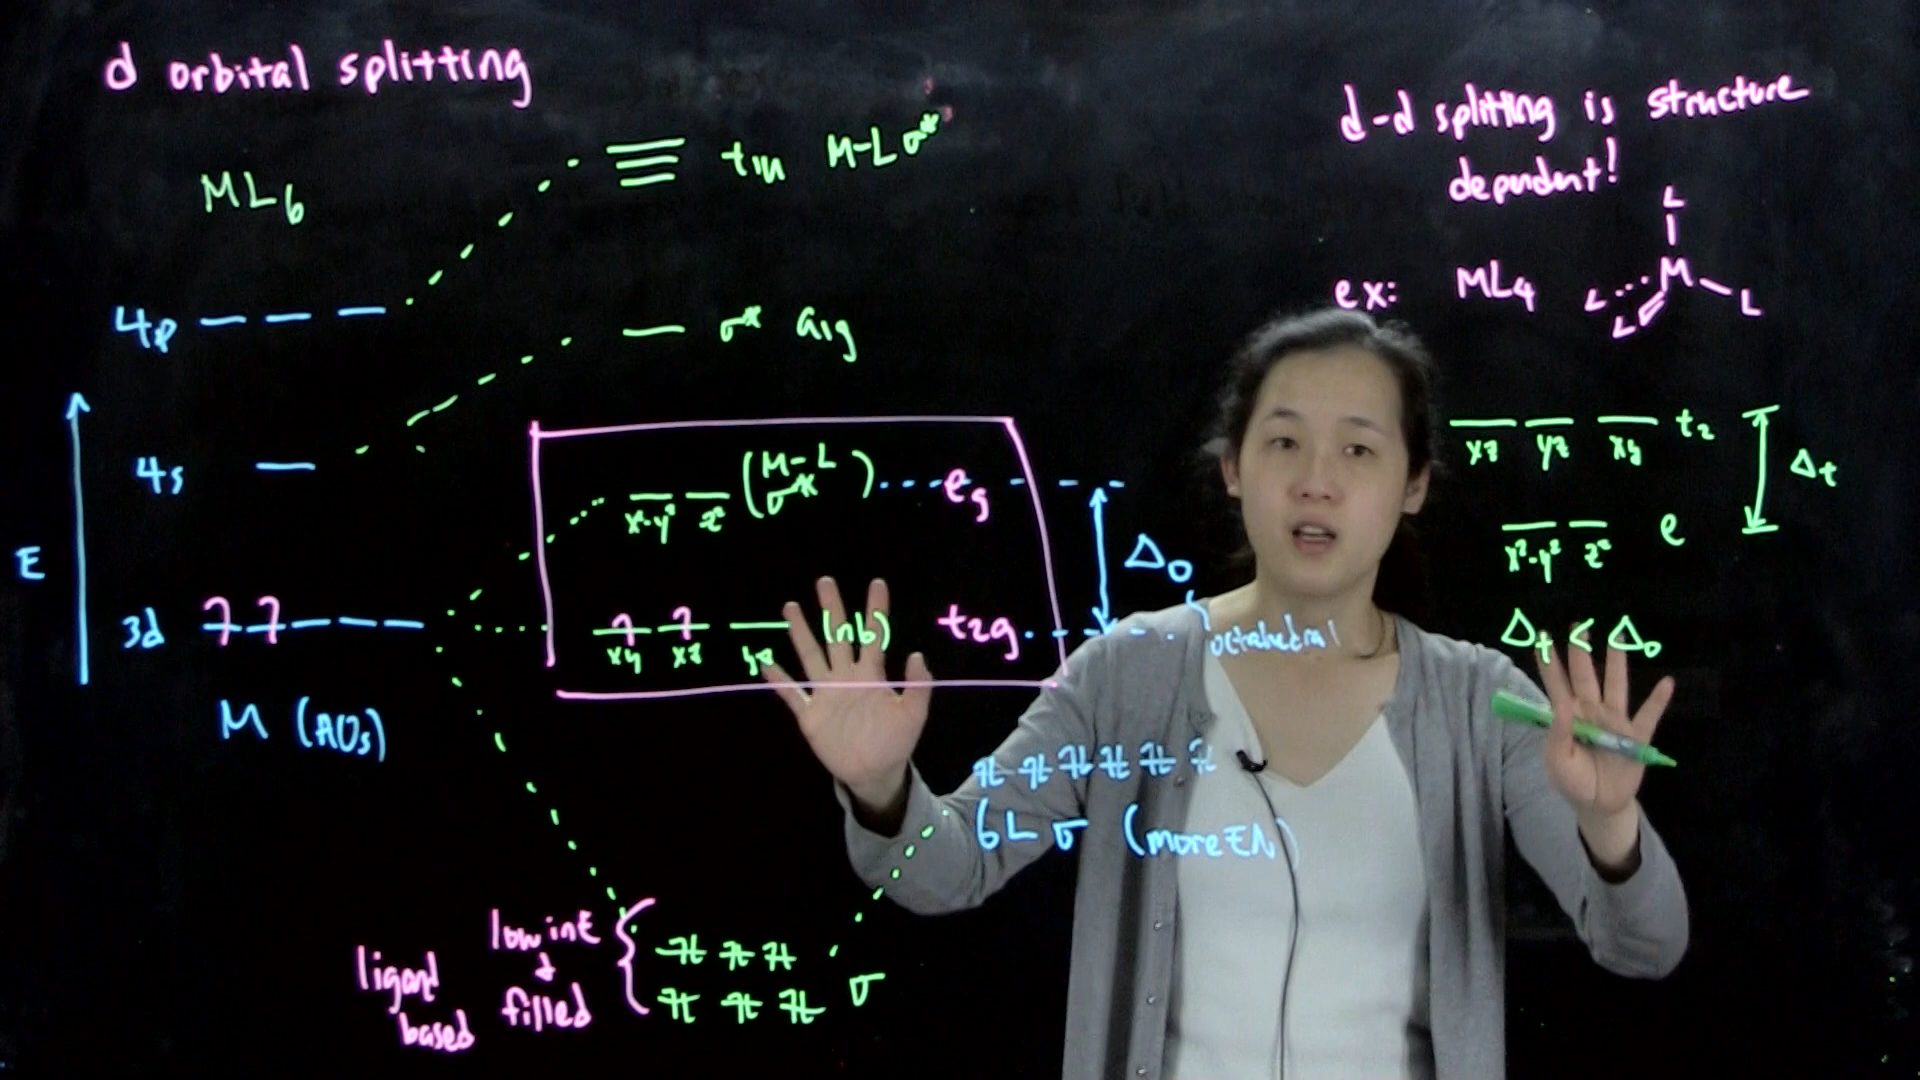 d orbital splitting
ML6
t1u M-L σ*
4p
σ* a1g
4s
E
x²-y² z² (M-L σ*) eg
Δo
3d
xy xz yz (nb) t2g
octahedral
M (AOs)
6 L σ (more EN)
ligand based
low in E & filled
σ
d-d splitting is structure
dependent!
L
ex: ML4
M
L L L
xz yz xy t2
Δt
x²-y² z² e
Δt < Δo